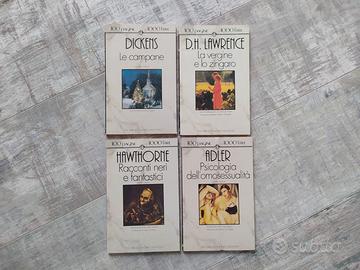 100 pagine 1000 lire
DICKENS
Le campane
100 pagine 1000 lire
D.H. LAWRENCE
La vergine
e lo zingaro
100 pagine 1000 lire
HAWTHORNE
Racconti neri
e fantastici
100 pagine 1000 lire
ADLER
Psicologia
dell'omosessualità
subito